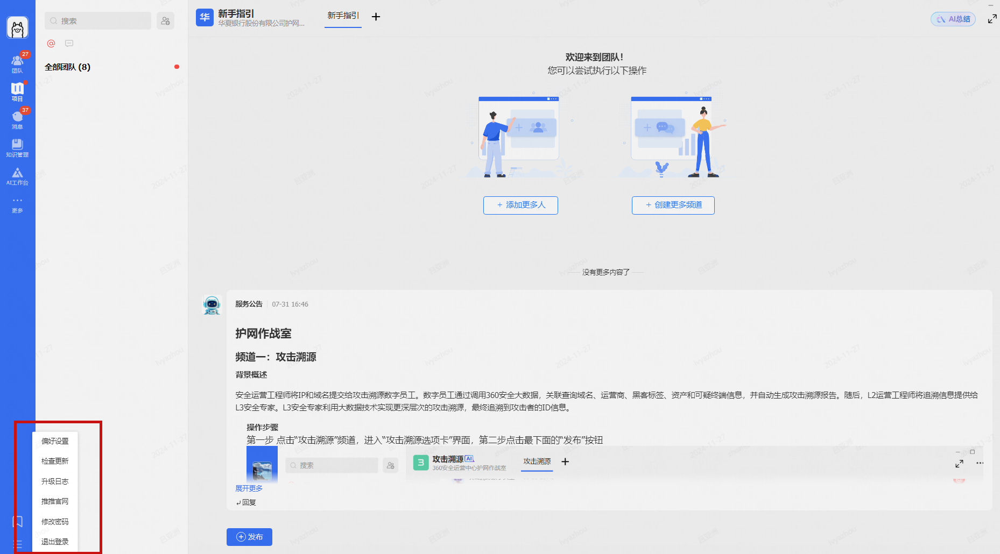 搜索
27
团队
项目
37
消息
知识管理
AI工作台
更多
全部团队 (8)
华
新手指引
华夏银行股份有限公司护网...
新手指引
AI总结
欢迎来到团队！
您可以尝试执行以下操作
添加更多人
创建更多频道
没有更多内容了
服务公告
07-31 16:46
护网作战室
频道一：攻击溯源
背景概述
安全运营工程师将IP和域名提交给攻击溯源数字员工。数字员工通过调用360安全大数据，关联查询域名、运营商、黑客标签、资产和可疑终端信息，并自动生成攻击溯源报告。随后，L2运营工程师将追溯信息提供给
L3安全专家。L3安全专家利用大数据技术实现更深层次的攻击溯源，最终追溯到攻击者的ID信息。
操作步骤
第一步 点击“攻击溯源”频道，进入“攻击溯源选项卡”界面，第二步点击最下面的“发布”按钮
搜索
3
攻击溯源AI
360安全运营中心护网作战室
攻击溯源
展开更多
回复
发布
偏好设置
检查更新
升级日志
推推官网
修改密码
退出登录
lvyazhou
2024-11-27
吕亚洲